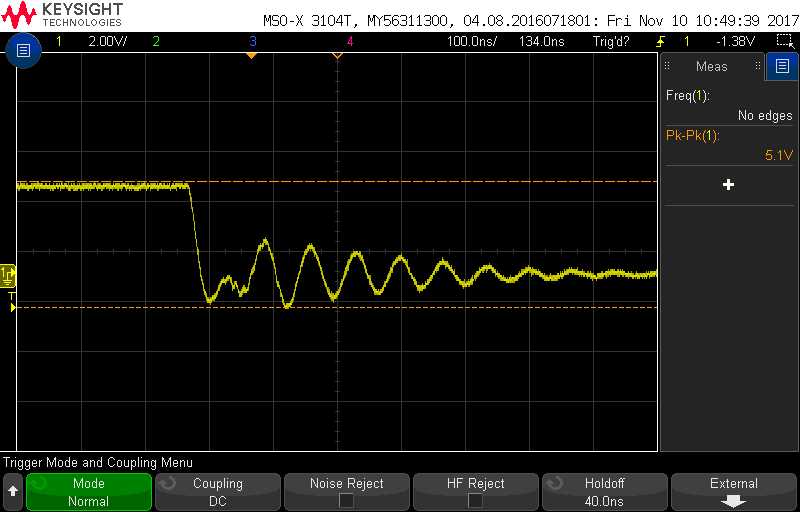 KEYSIGHT
TECHNOLOGIES
MSO-X 3104T, MY56311300, 04.08.2016071801: Fri Nov 10 10:49:39 2017
1 2.00V/ 2 3 4 100.0ns/ 134.0ns Trig'd? 1 -1.38V
Meas
Freq(1):
No edges
Pk-Pk(1):
5.1V
1
T
Trigger Mode and Coupling Menu
Mode
Normal
Coupling
DC
Noise Reject
HF Reject
Holdoff
40.0ns
External